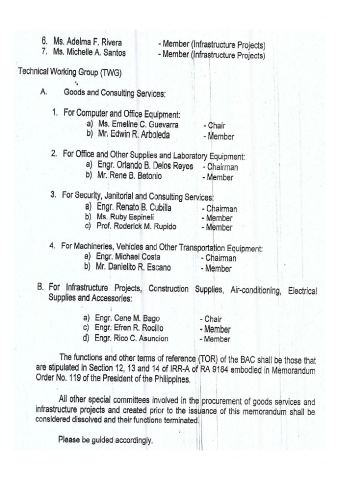 6. Ms. Adelma F. Rivera - Member (Infrastructure Projects)
7. Ms. Michelle A. Santos - Member (Infrastructure Projects)
Technical Working Group (TWG)
A. Goods and Consulting Services:
1. For Computer and Office Equipment:
a) Ms. Emeline C. Guevarra - Chair
b) Mr. Edwin R. Arboleda - Member
2. For Office and Other Supplies and Laboratory Equipment:
a) Engr. Orlando B. Delos Reyes - Chairman
b) Mr. Rene B. Betonio - Member
3. For Security, Janitorial and Consulting Services:
a) Engr. Renato B. Cubilla - Chairman
b) Ms. Ruby Espineli - Member
c) Prof. Roderick M. Rupido - Member
4. For Machineries, Vehicles and Other Transportation Equipment:
a) Engr. Michael Costa - Chairman
b) Mr. Danielito R. Escano - Member
B. For Infrastructure Projects, Construction Supplies, Air-conditioning, Electrical
Supplies and Accessories:
a) Engr. Cene M. Bago - Chair
c) Engr. Efren R. Rocillo - Member
d) Engr. Rico C. Asuncion - Member
The functions and other terms of reference (TOR) of the BAC shall be those that
are stipulated in Section 12, 13 and 14 of IRR-A of RA 9184 embodied in Memorandum
Order No. 119 of the President of the Philippines.
All other special committees involved in the procurement of goods services and
infrastructure projects and created prior to the issuance of this memorandum shall be
considered dissolved and their functions terminated.
Please be guided accordingly.